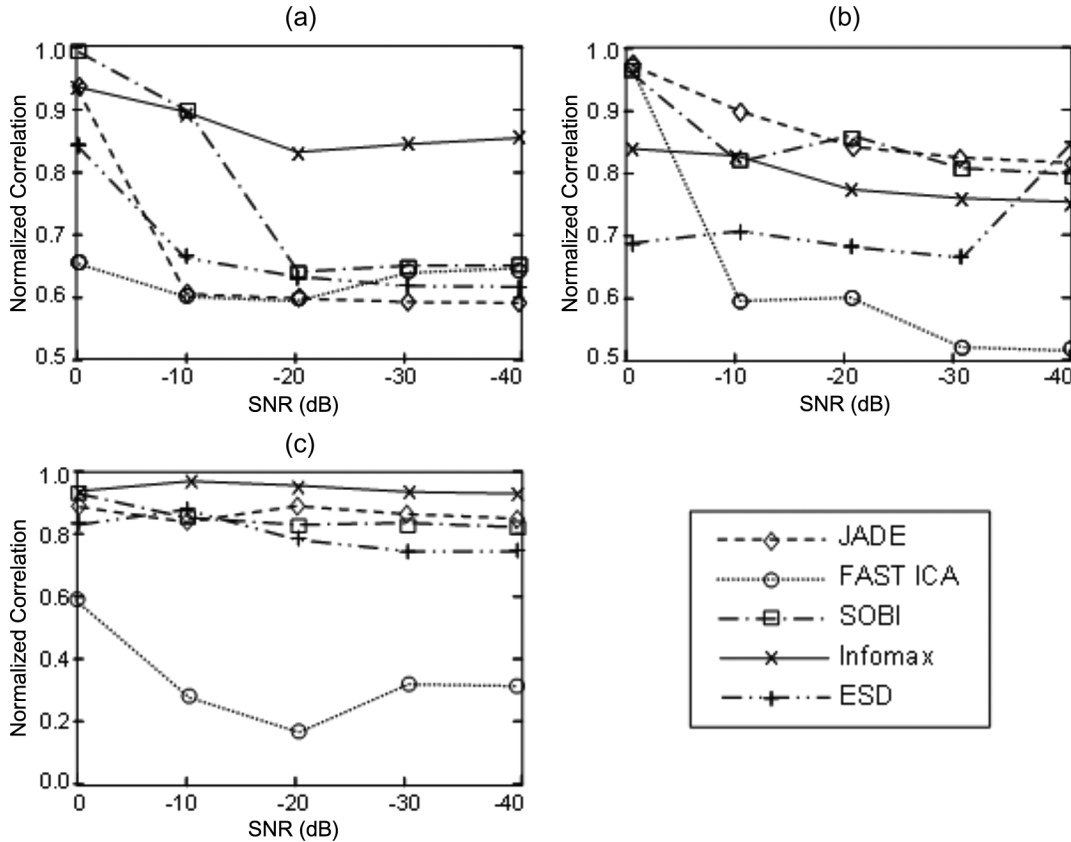 (a)
1.0
0.9
0.8
0.7
0.6
0.5
Normalized Correlation
0 -10 -20 -30 -40
SNR (dB)
(b)
1.0
0.9
0.8
0.7
0.6
0.5
Normalized Correlation
0 -10 -20 -30 -40
SNR (dB)
(c)
1.0
0.8
0.6
0.4
0.2
0.0
Normalized Correlation
0 -10 -20 -30 -40
SNR (dB)
JADE
FAST ICA
SOBI
Infomax
ESD